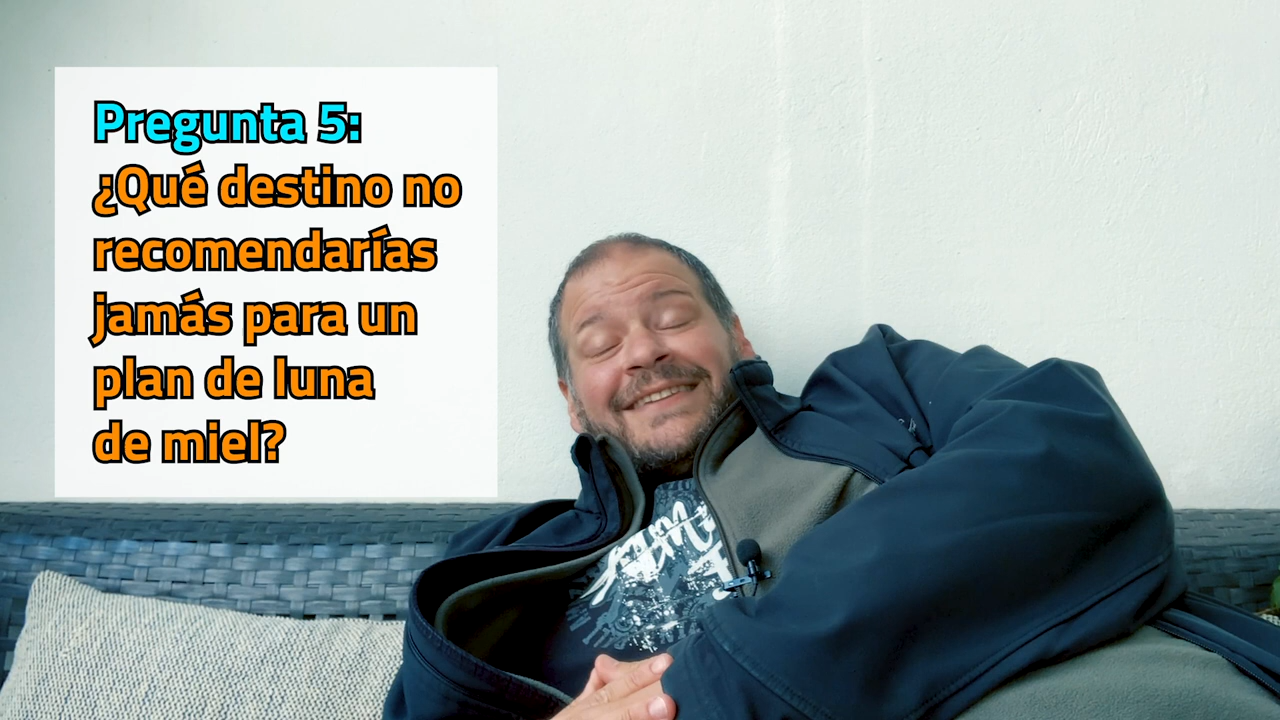 Pregunta 5:
¿Qué destino no
recomendarías
jamás para un
plan de luna
de miel?